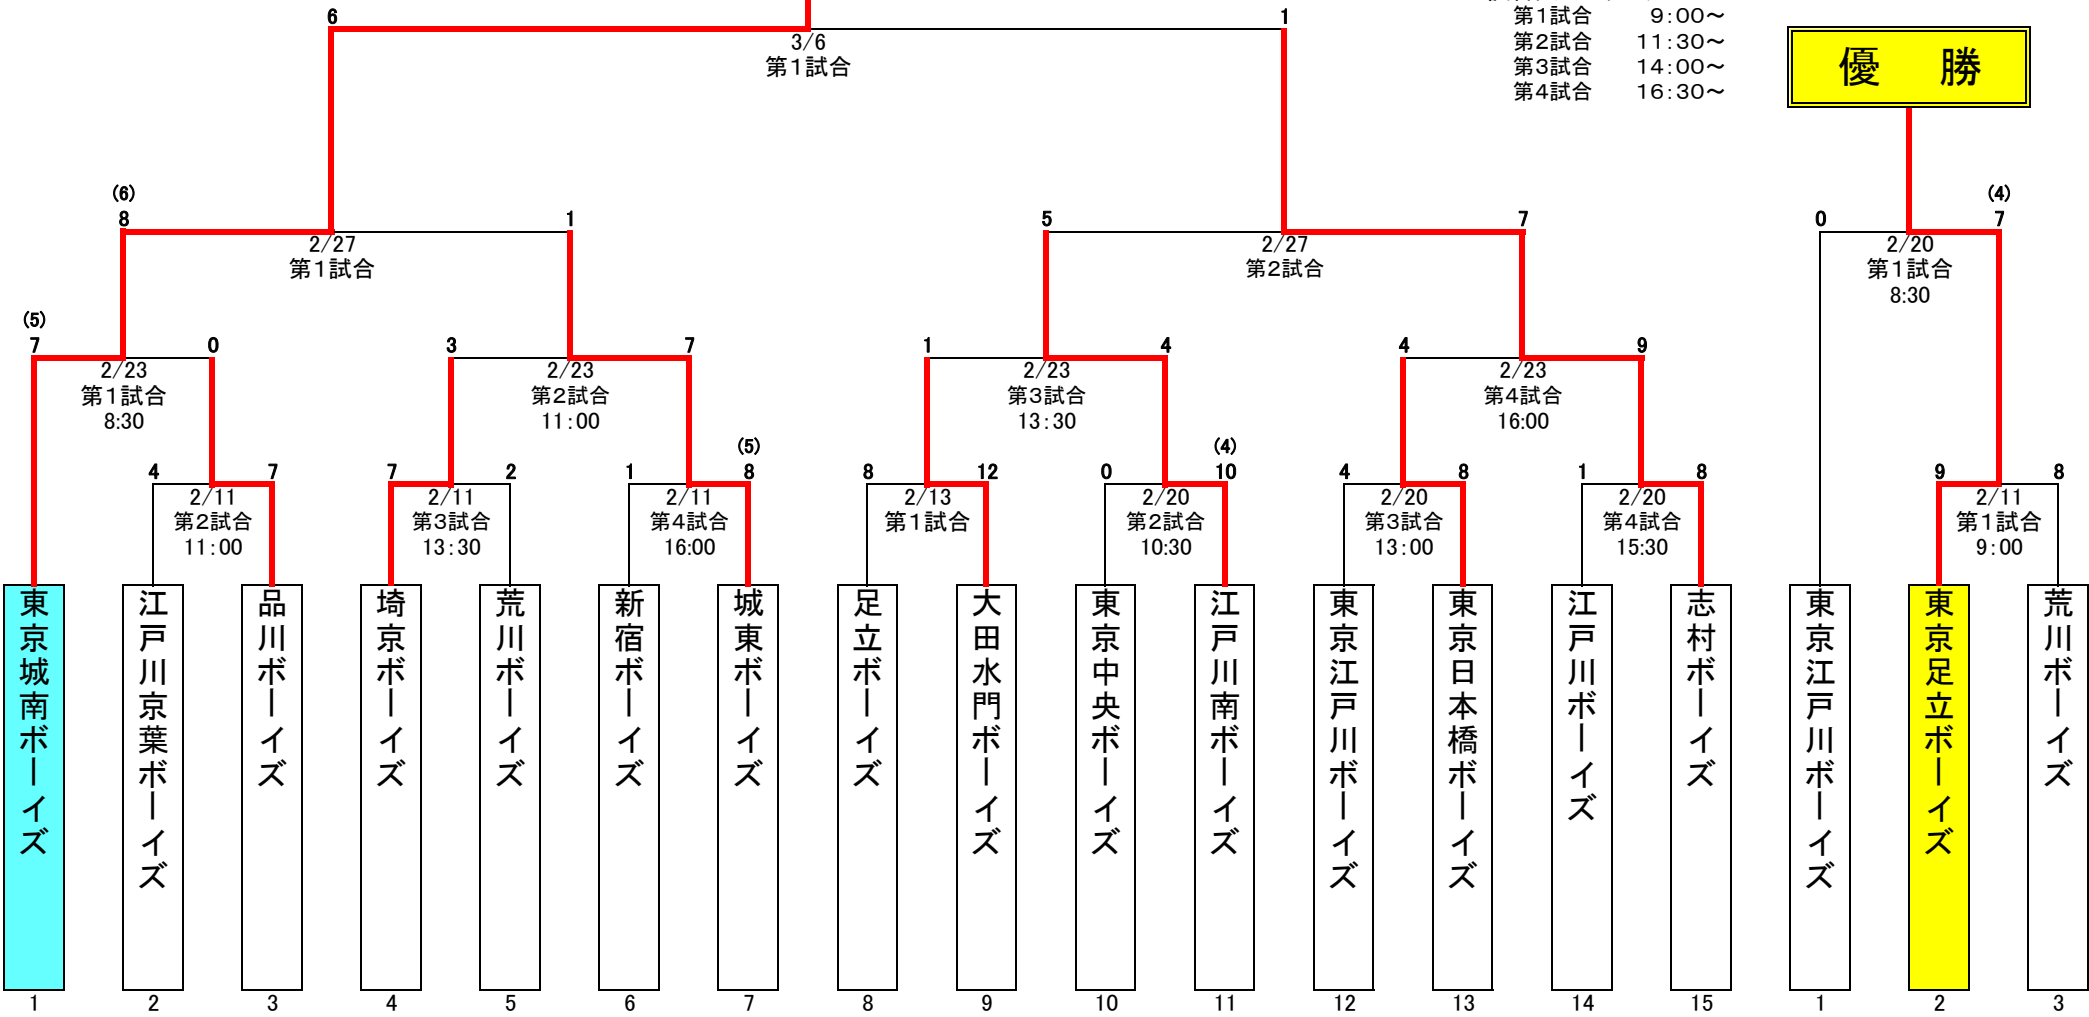 6
1
3/6
第1試合
第1試合 9:00～
第2試合 11:30～
第3試合 14:00～
第4試合 16:30～
優 勝
(6)
8
1
2/27
第1試合
5
7
2/27
第2試合
0
(4)
7
2/20
第1試合
8:30
(5)
7
0
2/23
第1試合
8:30
3
7
2/23
第2試合
11:00
1
4
2/23
第3試合
13:30
4
9
2/23
第4試合
16:00
4
7
2/11
第2試合
11:00
7
2
2/11
第3試合
13:30
1
(5)
8
2/11
第4試合
16:00
8
12
2/13
第1試合
0
(4)
10
2/20
第2試合
10:30
4
8
2/20
第3試合
13:00
1
8
2/20
第4試合
15:30
9
8
2/11
第1試合
9:00
東京城南ボーイズ
江戸川京葉ボーイズ
品川ボーイズ
埼京ボーイズ
荒川ボーイズ
新宿ボーイズ
城東ボーイズ
足立ボーイズ
大田水門ボーイズ
東京中央ボーイズ
江戸川南ボーイズ
東京江戸川ボーイズ
東京日本橋ボーイズ
江戸川ボーイズ
志村ボーイズ
東京江戸川ボーイズ
東京足立ボーイズ
荒川ボーイズ
1 2 3 4 5 6 7 8 9 10 11 12 13 14 15 1 2 3